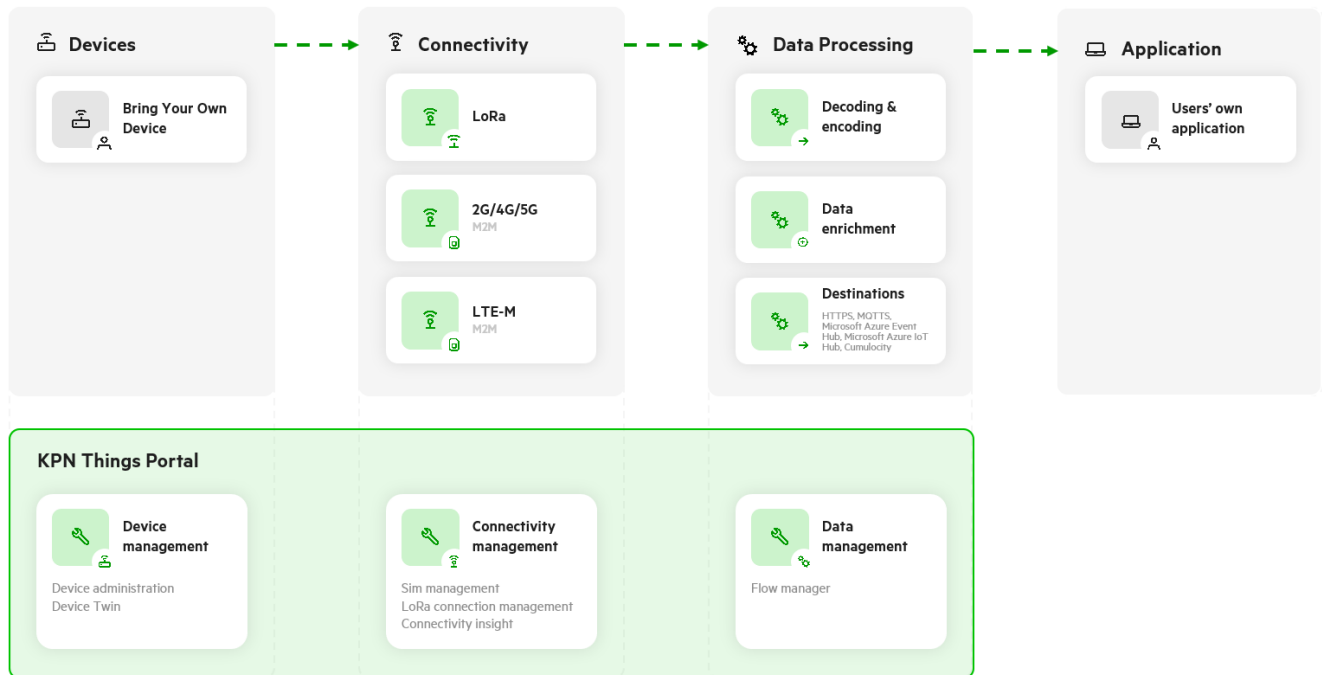 Devices
Bring Your Own
Device
Connectivity
LoRa
2G/4G/5G
M2M
LTE-M
M2M
Data Processing
Decoding &
encoding
Data
enrichment
Destinations
HTTPS, MQTTS,
Microsoft Azure Event
Hub, Microsoft Azure IoT
Hub, Cumulocity
Application
Users’ own
application
KPN Things Portal
Device
management
Device administration
Device Twin
Connectivity
management
Sim management
LoRa connection management
Connectivity insight
Data
management
Flow manager